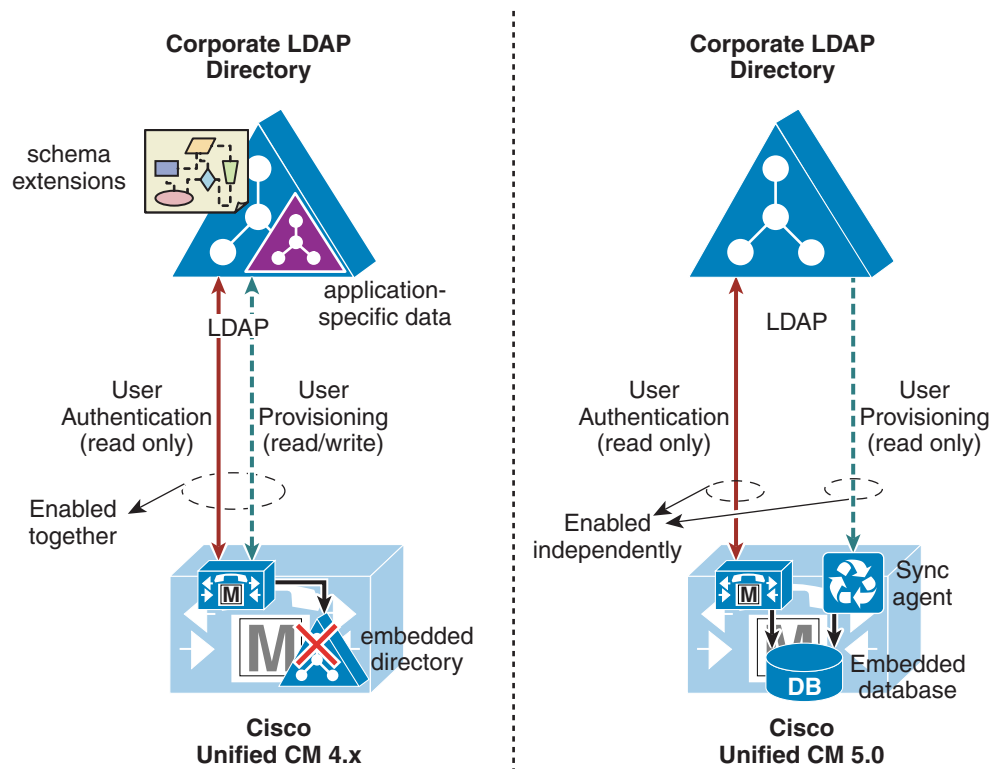 Corporate LDAP
Directory
schema
extensions
application-
specific data
LDAP
User
Authentication
(read only)
User
Provisioning
(read/write)
Enabled
together
M
M
embedded
directory
Cisco
Unified CM 4.x
Corporate LDAP
Directory
LDAP
User
Authentication
(read only)
User
Provisioning
(read only)
Enabled
independently
M
Sync
agent
M
DB
Embedded
database
Cisco
Unified CM 5.0